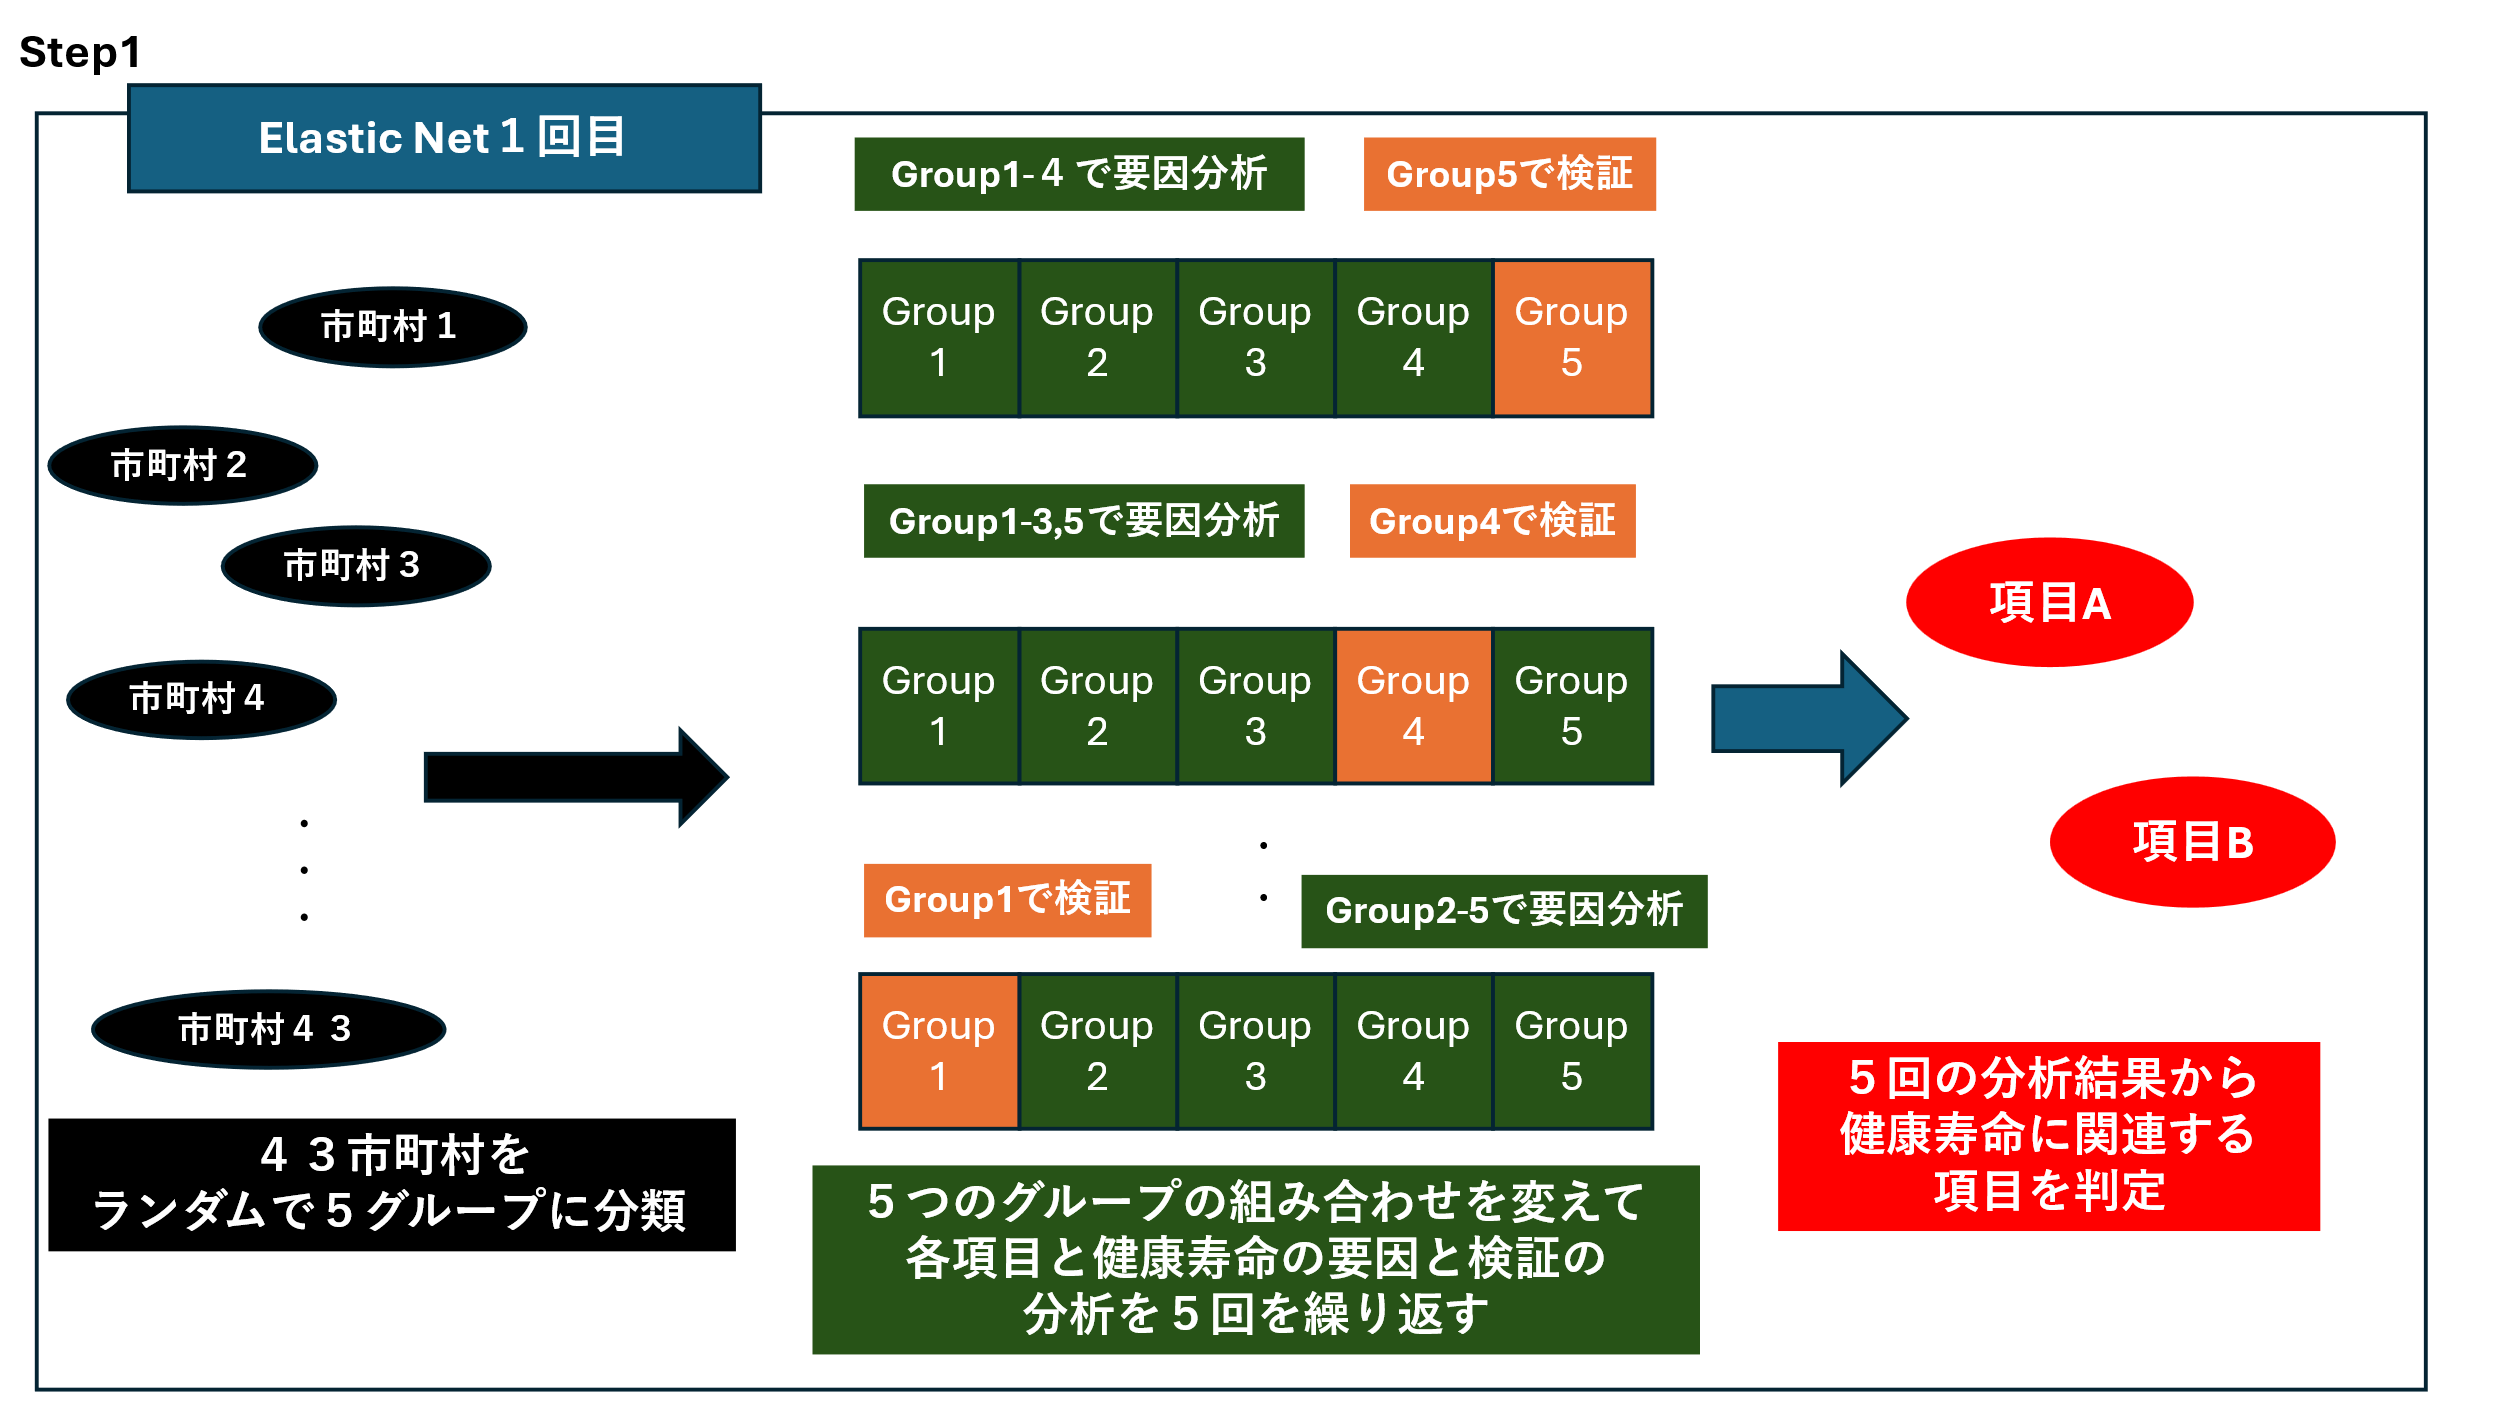 Step1
Elastic Net１回目
市町村１
市町村２
市町村３
市町村４
・
・
・
市町村４３
４３市町村を
ランダムで５グループに分類
Group1-４で要因分析
Group5で検証
Group
1
Group
2
Group
3
Group
4
Group
5
Group1-3,5で要因分析
Group4で検証
Group
1
Group
2
Group
3
Group
4
Group
5
・
・
Group1で検証
Group2-5で要因分析
Group
1
Group
2
Group
3
Group
4
Group
5
５つのグループの組み合わせを変えて
各項目と健康寿命の要因と検証の
分析を５回を繰り返す
項目A
項目B
５回の分析結果から
健康寿命に関連する
項目を判定